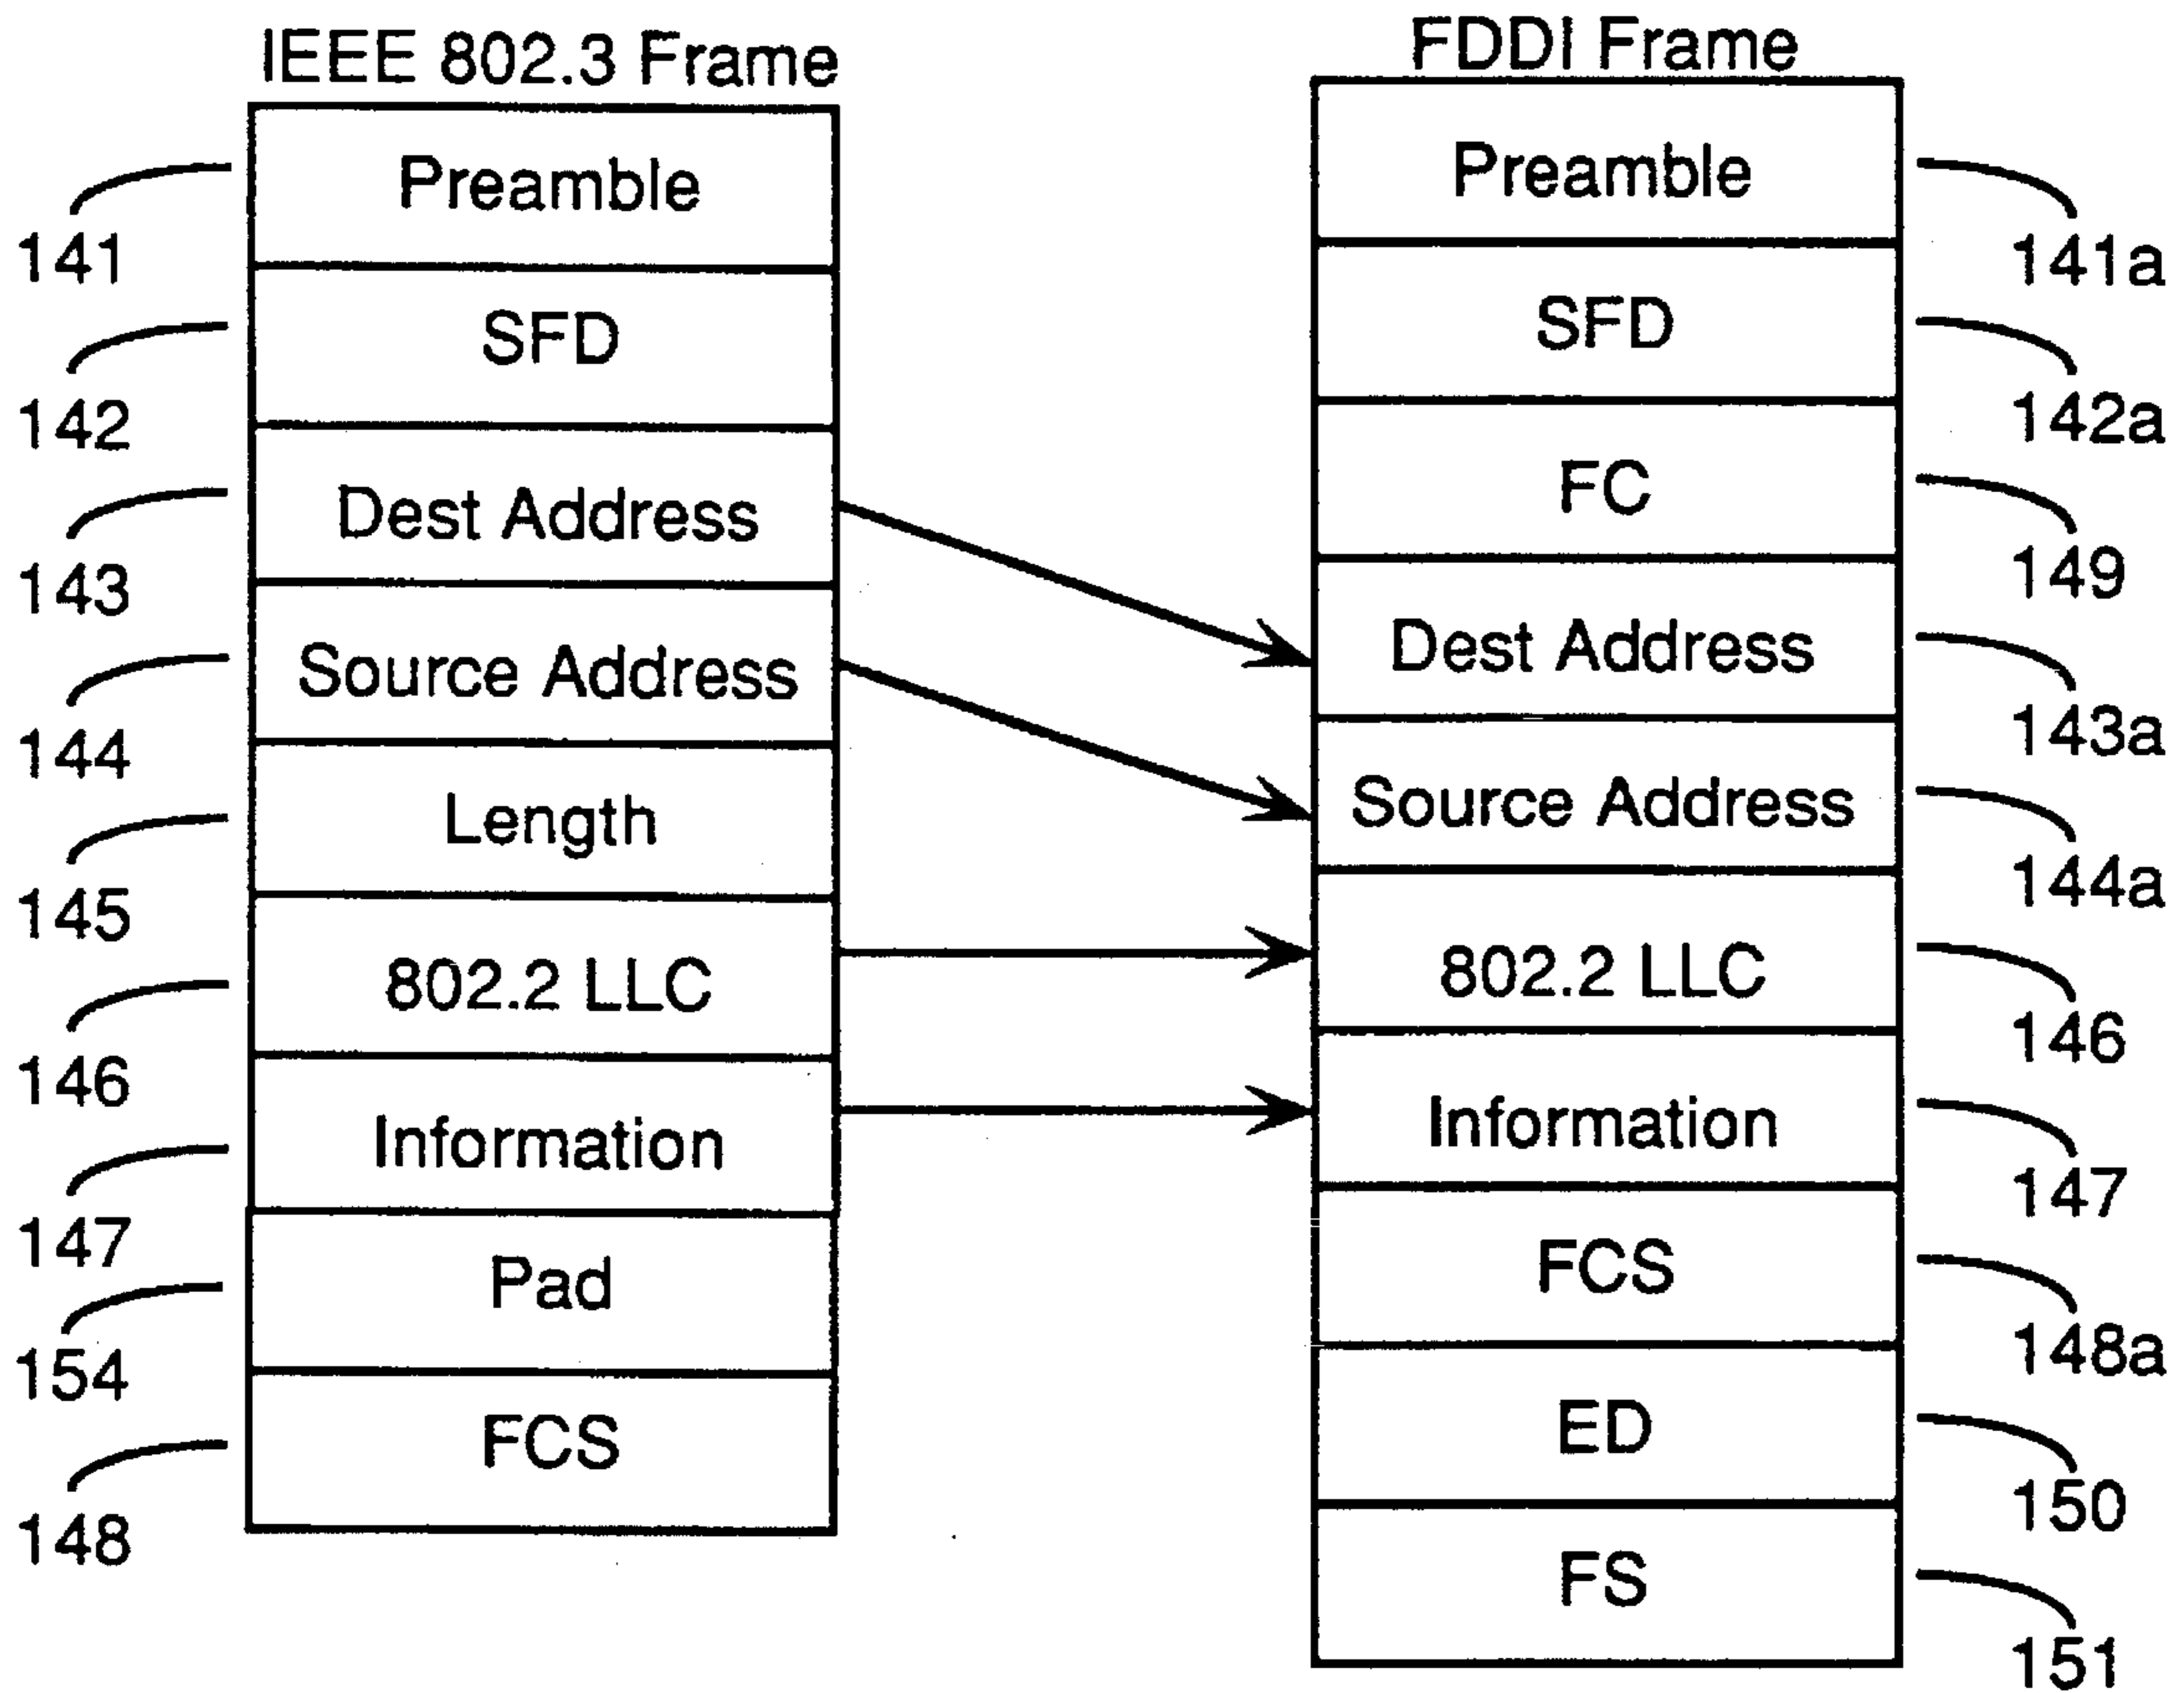 IEEE 802.3 Frame
Preamble
141
SFD
142
Dest Address
143
Source Address
144
Length
145
802.2 LLC
146
Information
147
Pad
154
FCS
148
FDDI Frame
Preamble
141a
SFD
142a
FC
149
Dest Address
143a
Source Address
144a
802.2 LLC
146
Information
147
FCS
148a
ED
150
FS
151